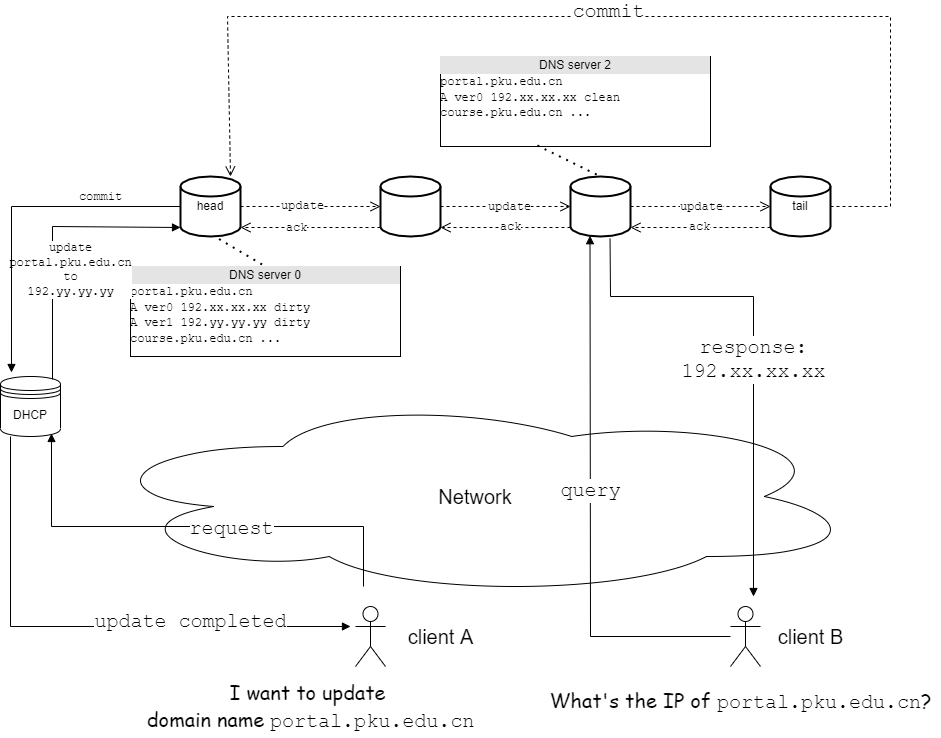 commit
DNS server 2
portal.pku.edu.cn
A ver0 192.xx.xx.xx clean
course.pku.edu.cn ...
commit
head
update
update
update
tail
ack
ack
ack
update
portal.pku.edu.cn
to
192.yy.yy.yy
DNS server 0
portal.pku.edu.cn
A ver0 192.xx.xx.xx dirty
A ver1 192.yy.yy.yy dirty
course.pku.edu.cn ...
response:
192.xx.xx.xx
DHCP
Network
query
request
update completed
client A
client B
I want to update
domain name portal.pku.edu.cn
What's the IP of portal.pku.edu.cn?